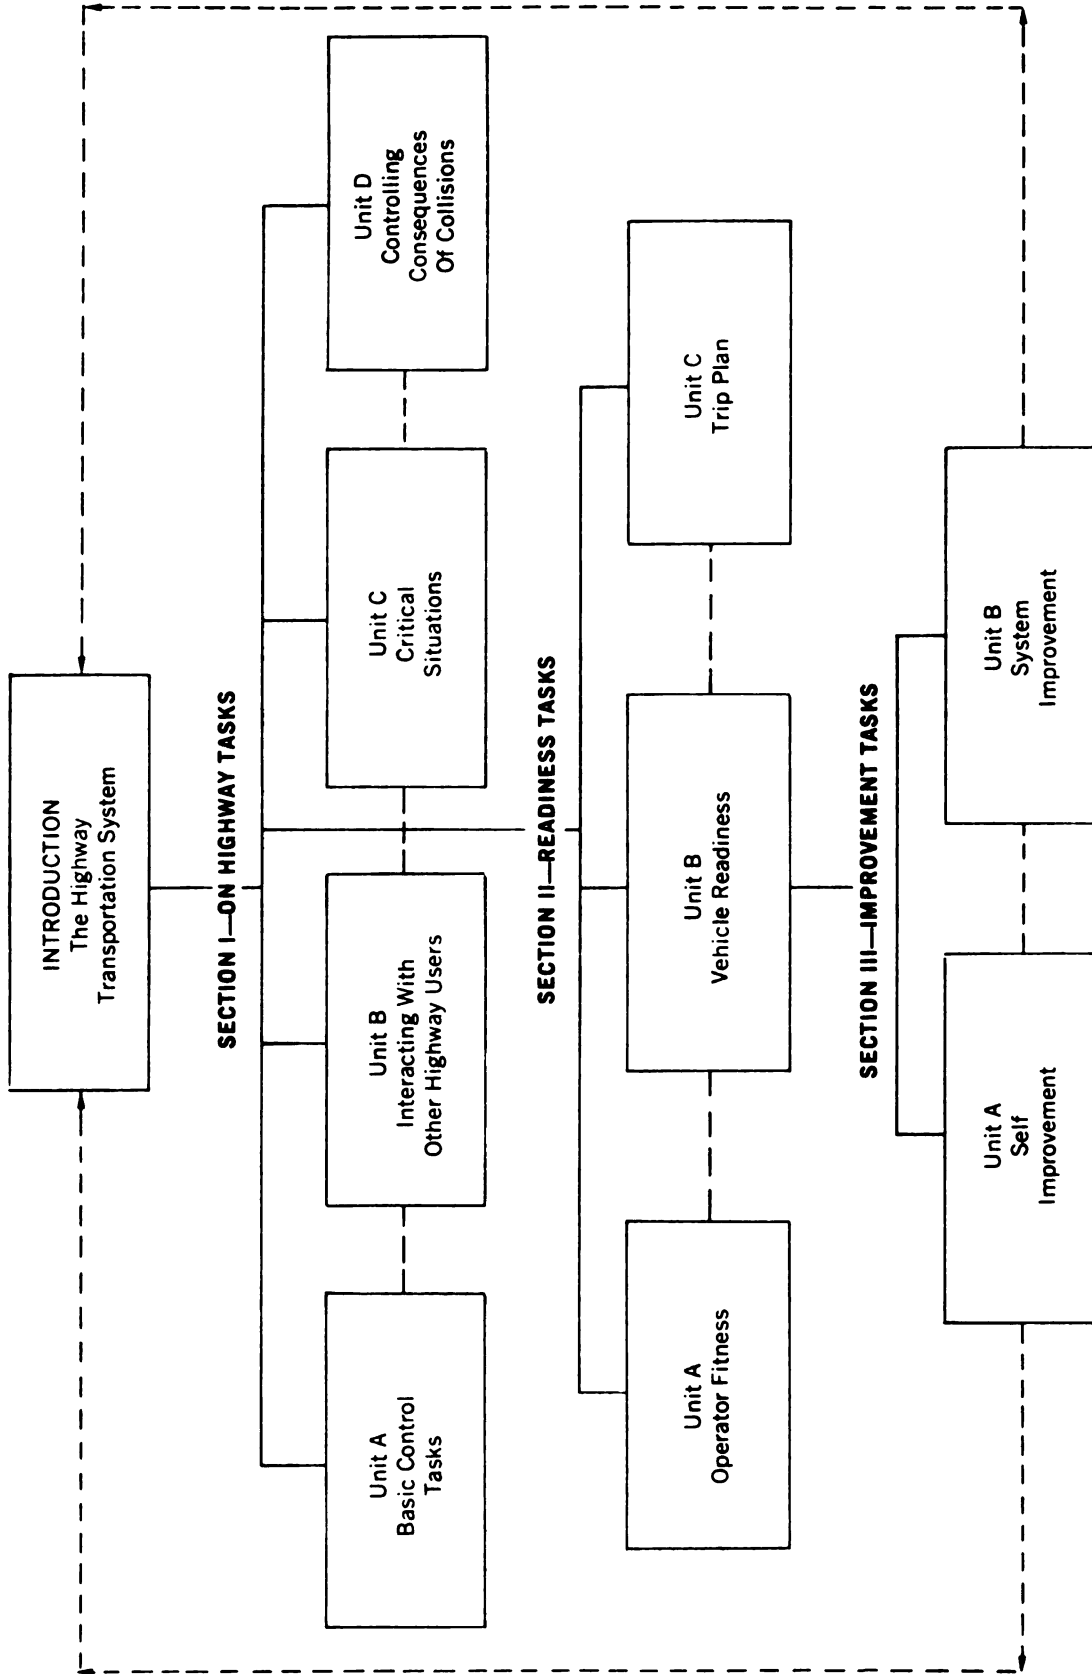 INTRODUCTION
The Highway
Transportation System
SECTION I—ON HIGHWAY TASKS
Unit A
Basic Control
Tasks
Unit B
Interacting With
Other Highway Users
Unit C
Critical
Situations
Unit D
Controlling
Consequences
Of Collisions
SECTION II—READINESS TASKS
Unit A
Operator Fitness
Unit B
Vehicle Readiness
Unit C
Trip Plan
SECTION III—IMPROVEMENT TASKS
Unit A
Self
Improvement
Unit B
System
Improvement